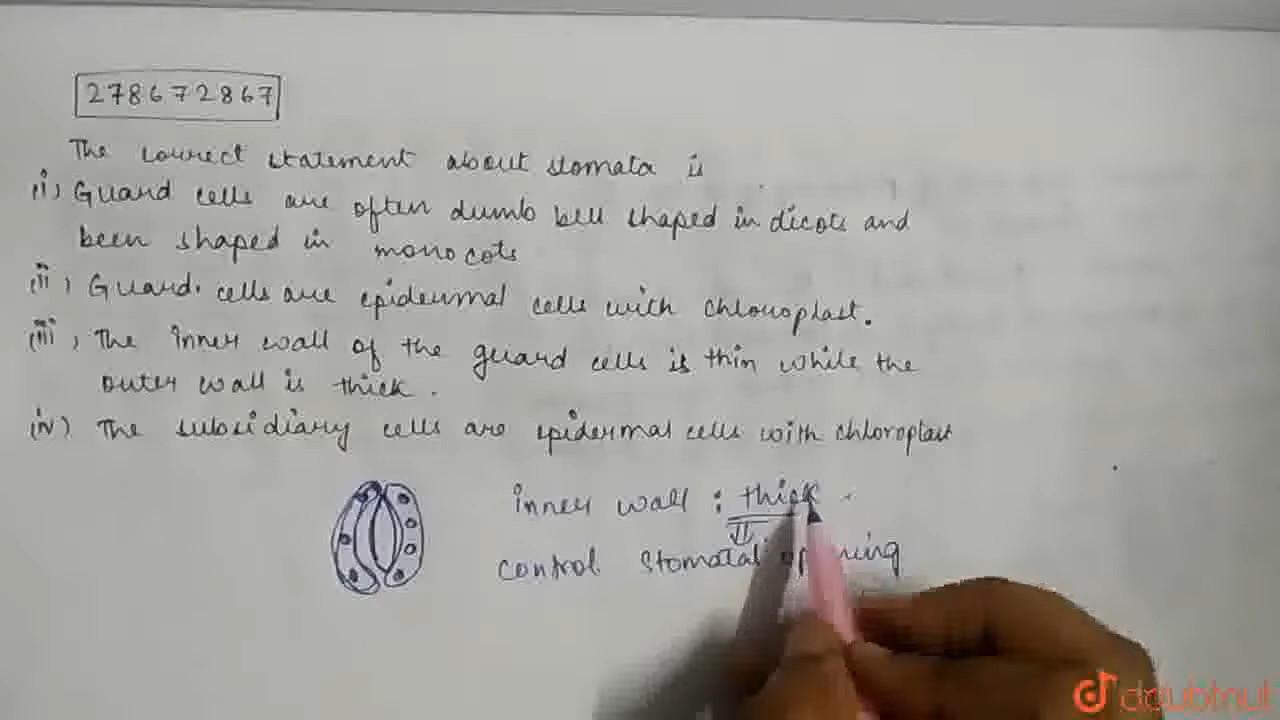 278672867
The correct statement about stomata is
(i) Guard cells are often dumb bell shaped in dicots and
been shaped in monocots
(ii) Guard cells are epidermal cells with chloroplast.
(iii) The inner wall of the guard cells is thin while the
outer wall is thick.
(iv) The subsidiary cells are epidermal cells with chloroplast
inner wall : thick
control stomatal opening
doubtnut